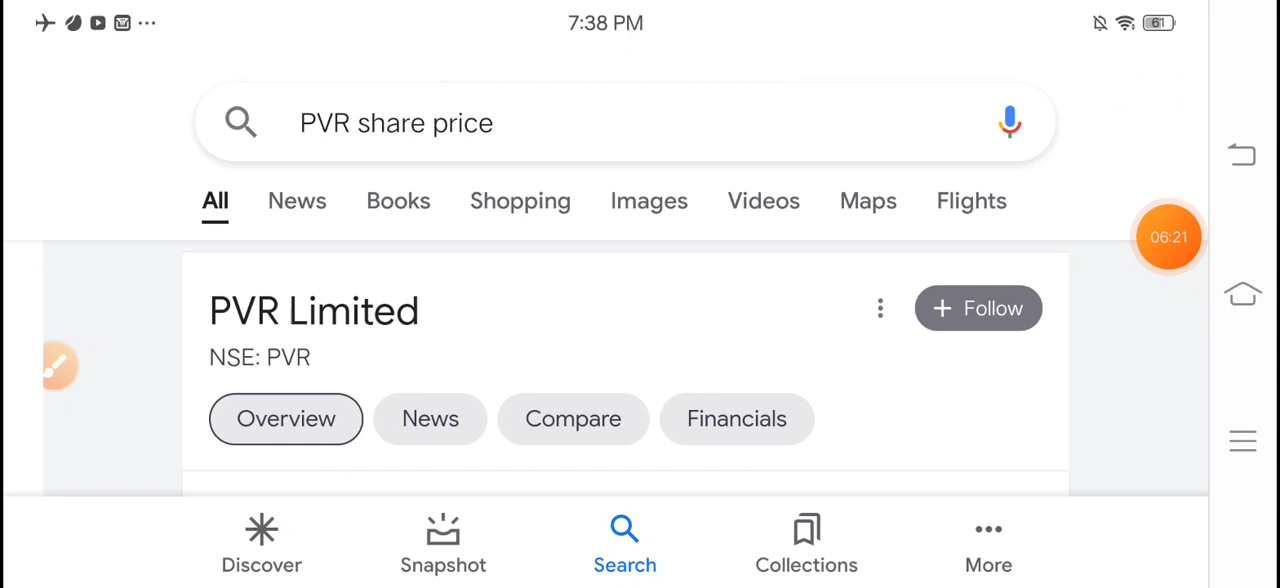 7:38 PM
61
PVR share price
All News Books Shopping Images Videos Maps Flights
06:21
PVR Limited
+ Follow
NSE: PVR
Overview News Compare Financials
Discover Snapshot Search Collections More